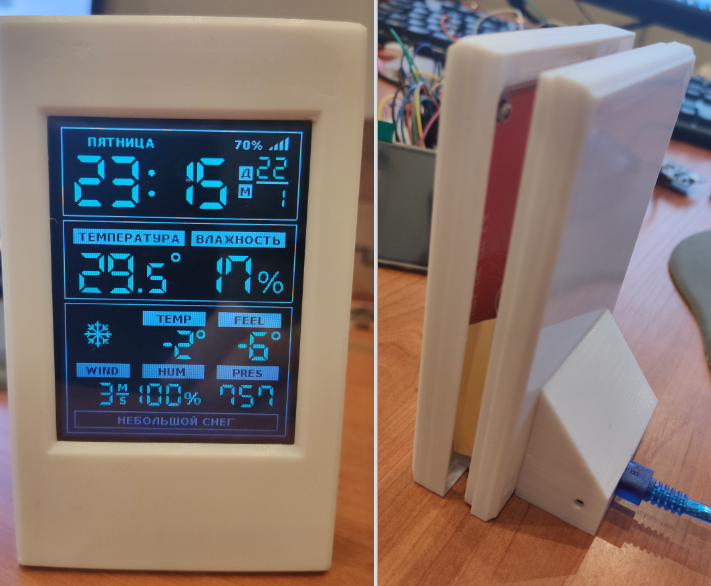 ПЯТНИЦА 70%
23:15 Д 22
М 1
ТЕМПЕРАТУРА ВЛАЖНОСТЬ
29.5° 17%
TEMP FEEL
-2° -6°
WIND HUM PRES
3 M/S 100% 757
НЕБОЛЬШОЙ СНЕГ